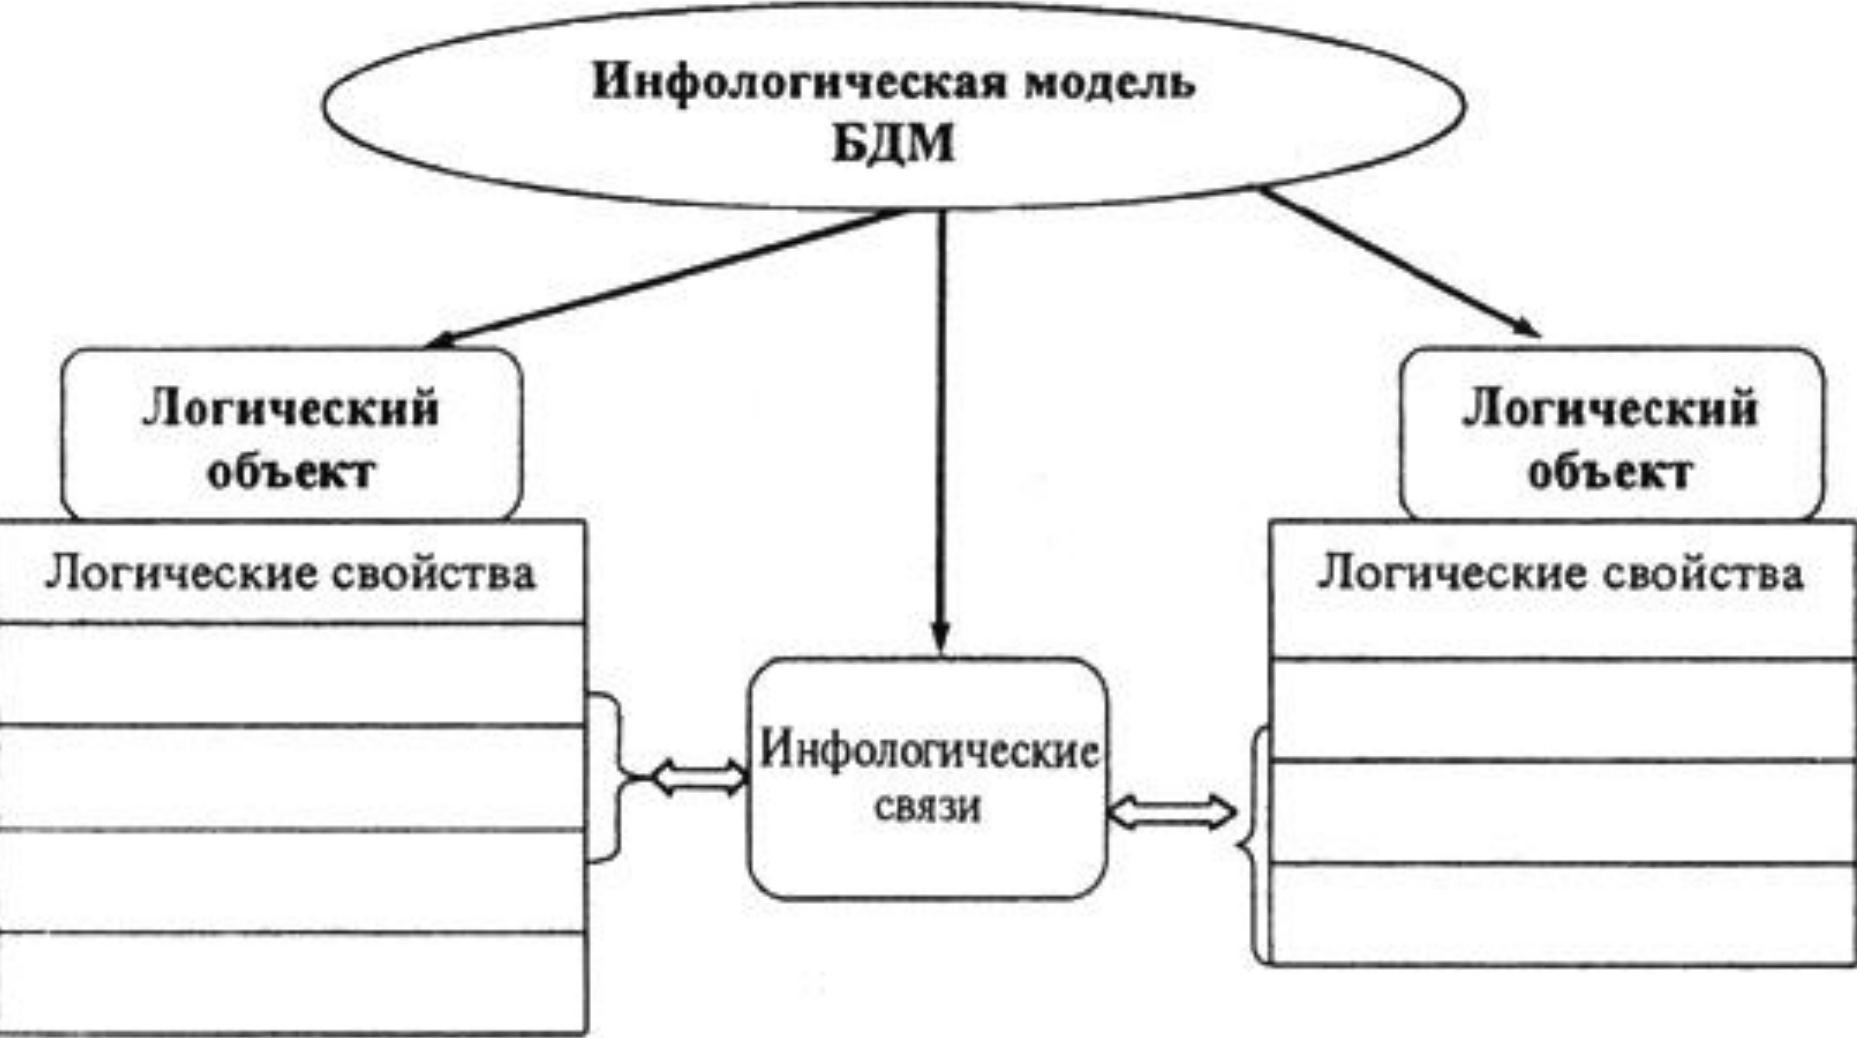 Инфологическая модель
БДМ
Логический
объект
Логический
объект
Логические свойства
Логические свойства
Инфологические
связи